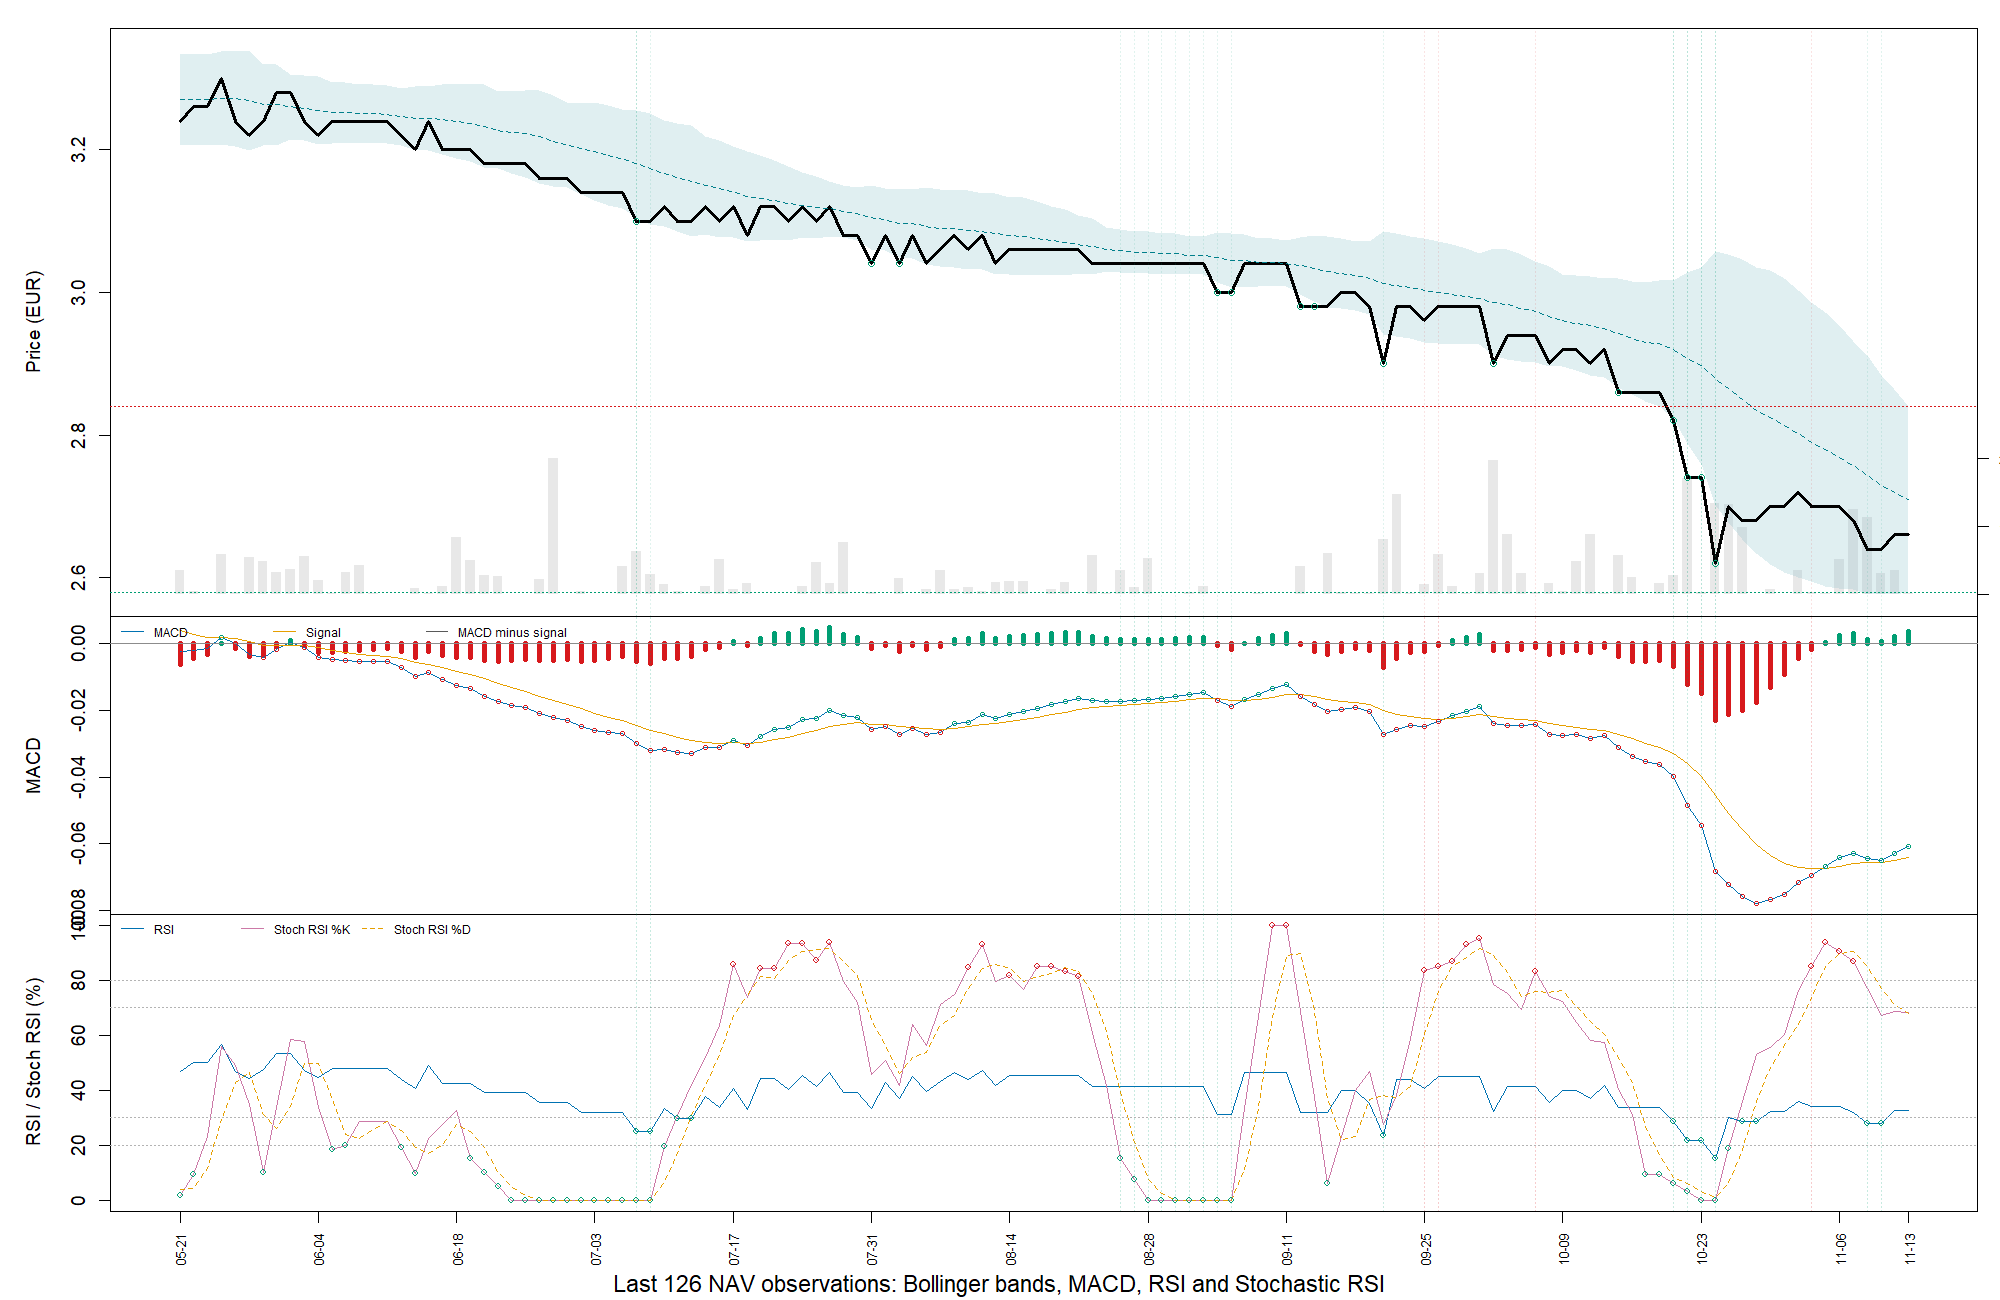 Price (EUR)
3.2
3.0
2.8
2.6
MACD
Signal
MACD minus signal
MACD
0.00
-0.02
-0.04
-0.06
-0.08
RSI
Stoch RSI %K
Stoch RSI %D
RSI / Stoch RSI (%)
100
80
60
40
20
0
05-21
06-04
06-18
07-03
07-17
07-31
08-14
08-28
09-11
09-25
10-09
10-23
11-06
11-13
Last 126 NAV observations: Bollinger bands, MACD, RSI and Stochastic RSI